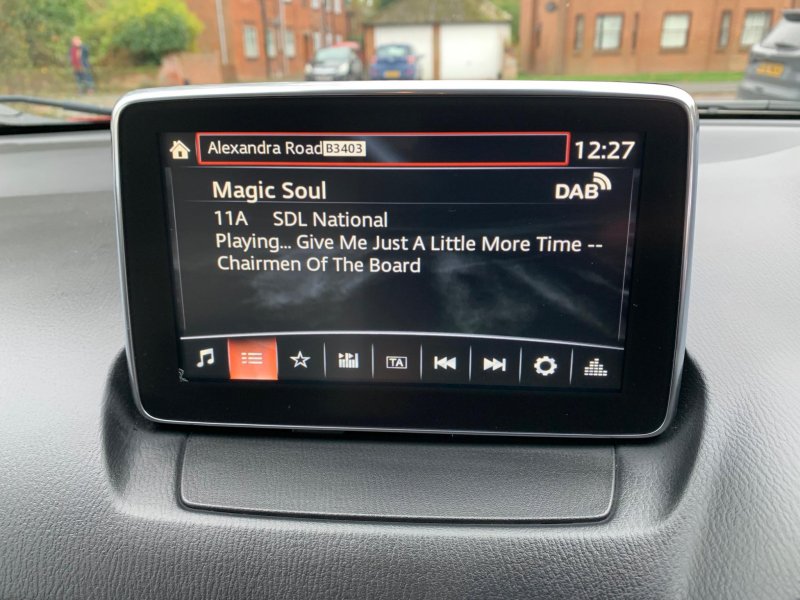 Alexandra Road B3403 12:27
Magic Soul DAB
11A SDL National
Playing... Give Me Just A Little More Time --
Chairmen Of The Board
TA